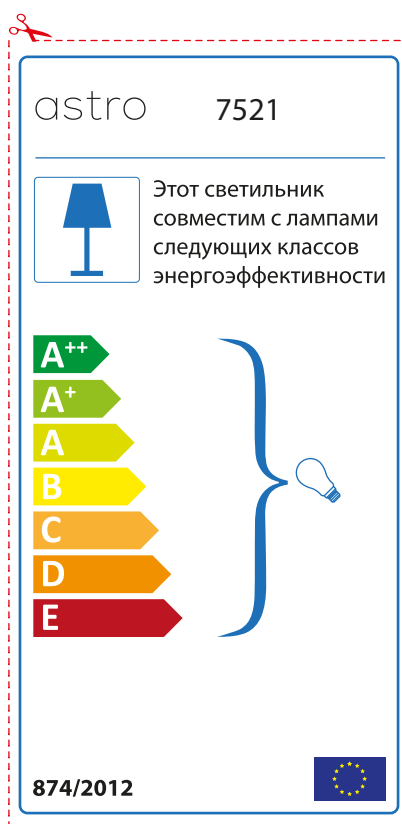 astro 7521
Этот светильник
совместим с лампами
следующих классов
энергоэффективности
A++
A+
A
B
C
D
E
874/2012